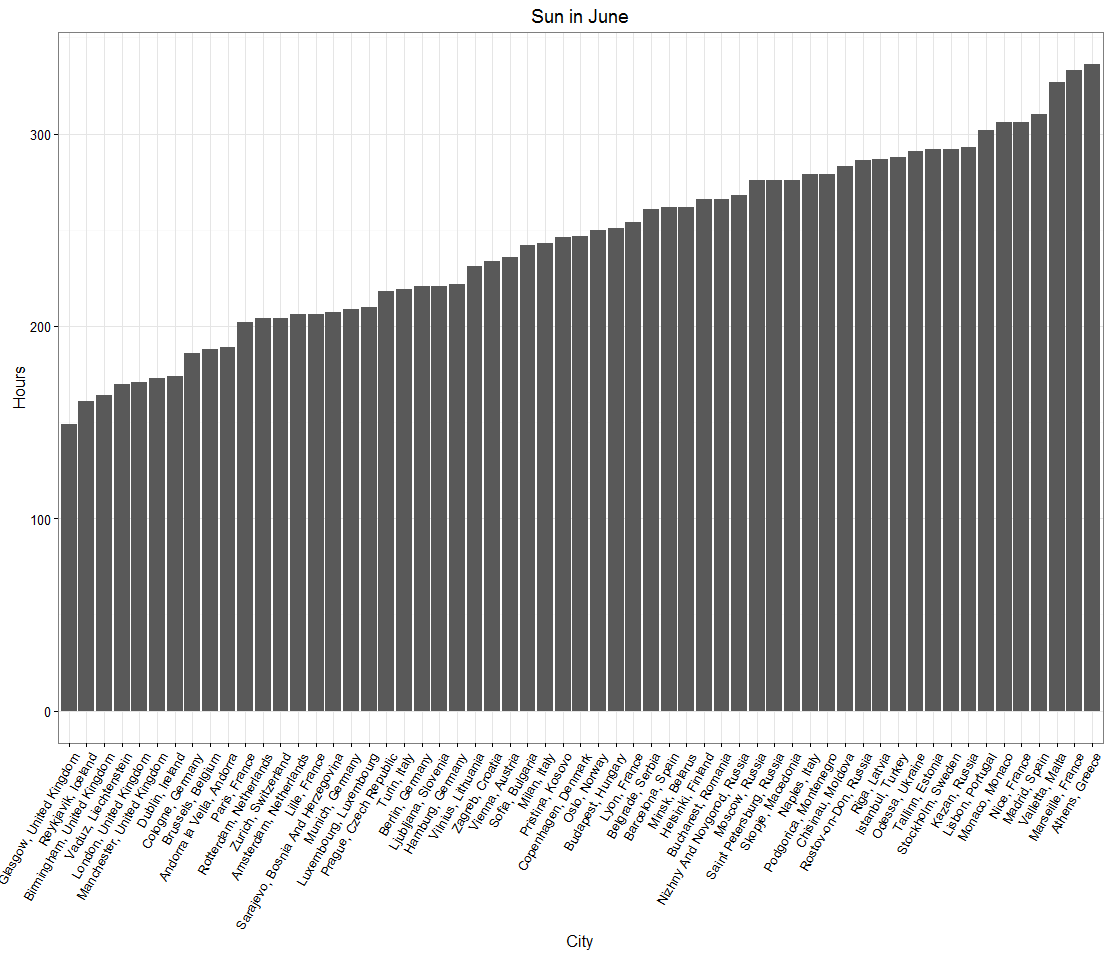 Sun in June
Hours
300
200
100
0
Glasgow, United Kingdom
Reykjavik, Iceland
Birmingham, United Kingdom
Vaduz, Liechtenstein
London, United Kingdom
Manchester, United Kingdom
Dublin, Ireland
Cologne, Germany
Brussels, Belgium
Andorra la Vella, Andorra
Paris, France
Rotterdam, Netherlands
Zurich, Switzerland
Amsterdam, Netherlands
Lille, France
Sarajevo, Bosnia And Herzegovina
Munich, Germany
Luxembourg, Luxembourg
Prague, Czech Republic
Turin, Italy
Berlin, Germany
Ljubljana, Slovenia
Hamburg, Germany
Vilnius, Lithuania
Zagreb, Croatia
Vienna, Austria
Sofia, Bulgaria
Milan, Italy
Pristina, Kosovo
Copenhagen, Denmark
Oslo, Norway
Budapest, Hungary
Lyon, France
Belgrade, Serbia
Barcelona, Spain
Minsk, Belarus
Helsinki, Finland
Bucharest, Romania
Nizhny And Novgorod, Russia
Moscow, Russia
Saint Petersburg, Russia
Skopje, Macedonia
Naples, Italy
Podgorica, Montenegro
Chisinau, Moldova
Rostov-on-Don, Russia
Riga, Latvia
Istanbul, Turkey
Odessa, Ukraine
Tallinn, Estonia
Stockholm, Sweden
Kazan, Russia
Lisbon, Portugal
Monaco, Monaco
Nice, France
Madrid, Spain
Valletta, Malta
Marseille, France
Athens, Greece
City